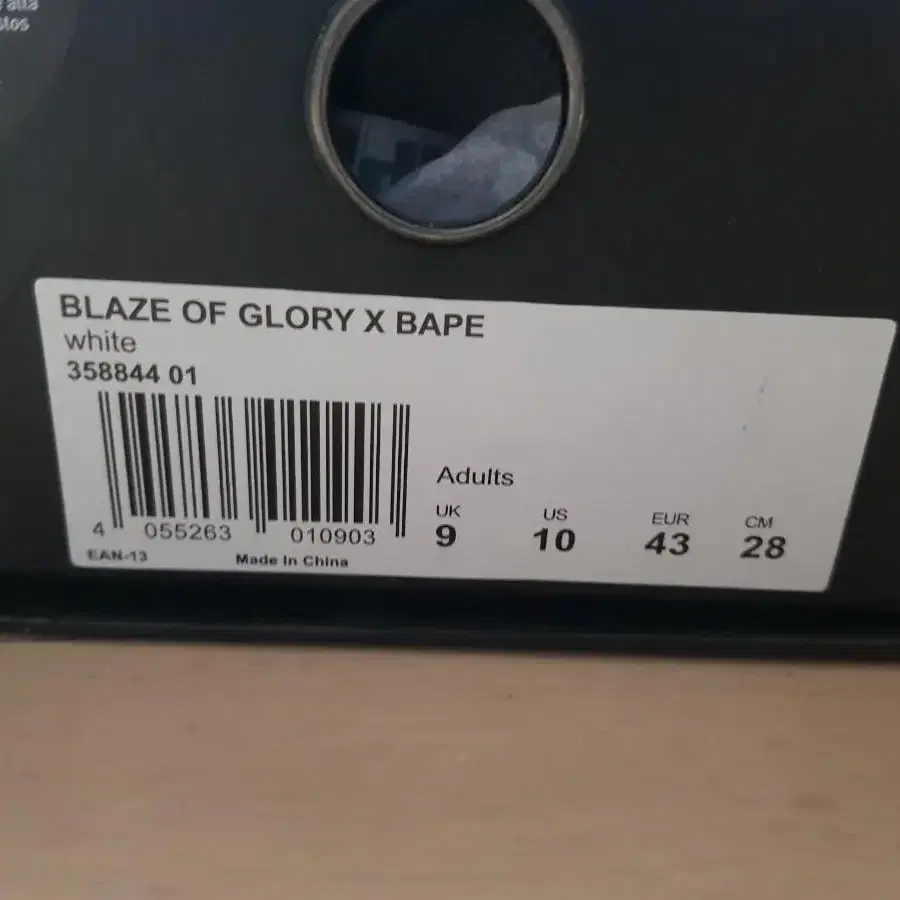 stos
BLAZE OF GLORY X BAPE
white
358844 01
Adults
UK US EUR CM
9 10 43 28
4 055263 010903
EAN-13 Made In China